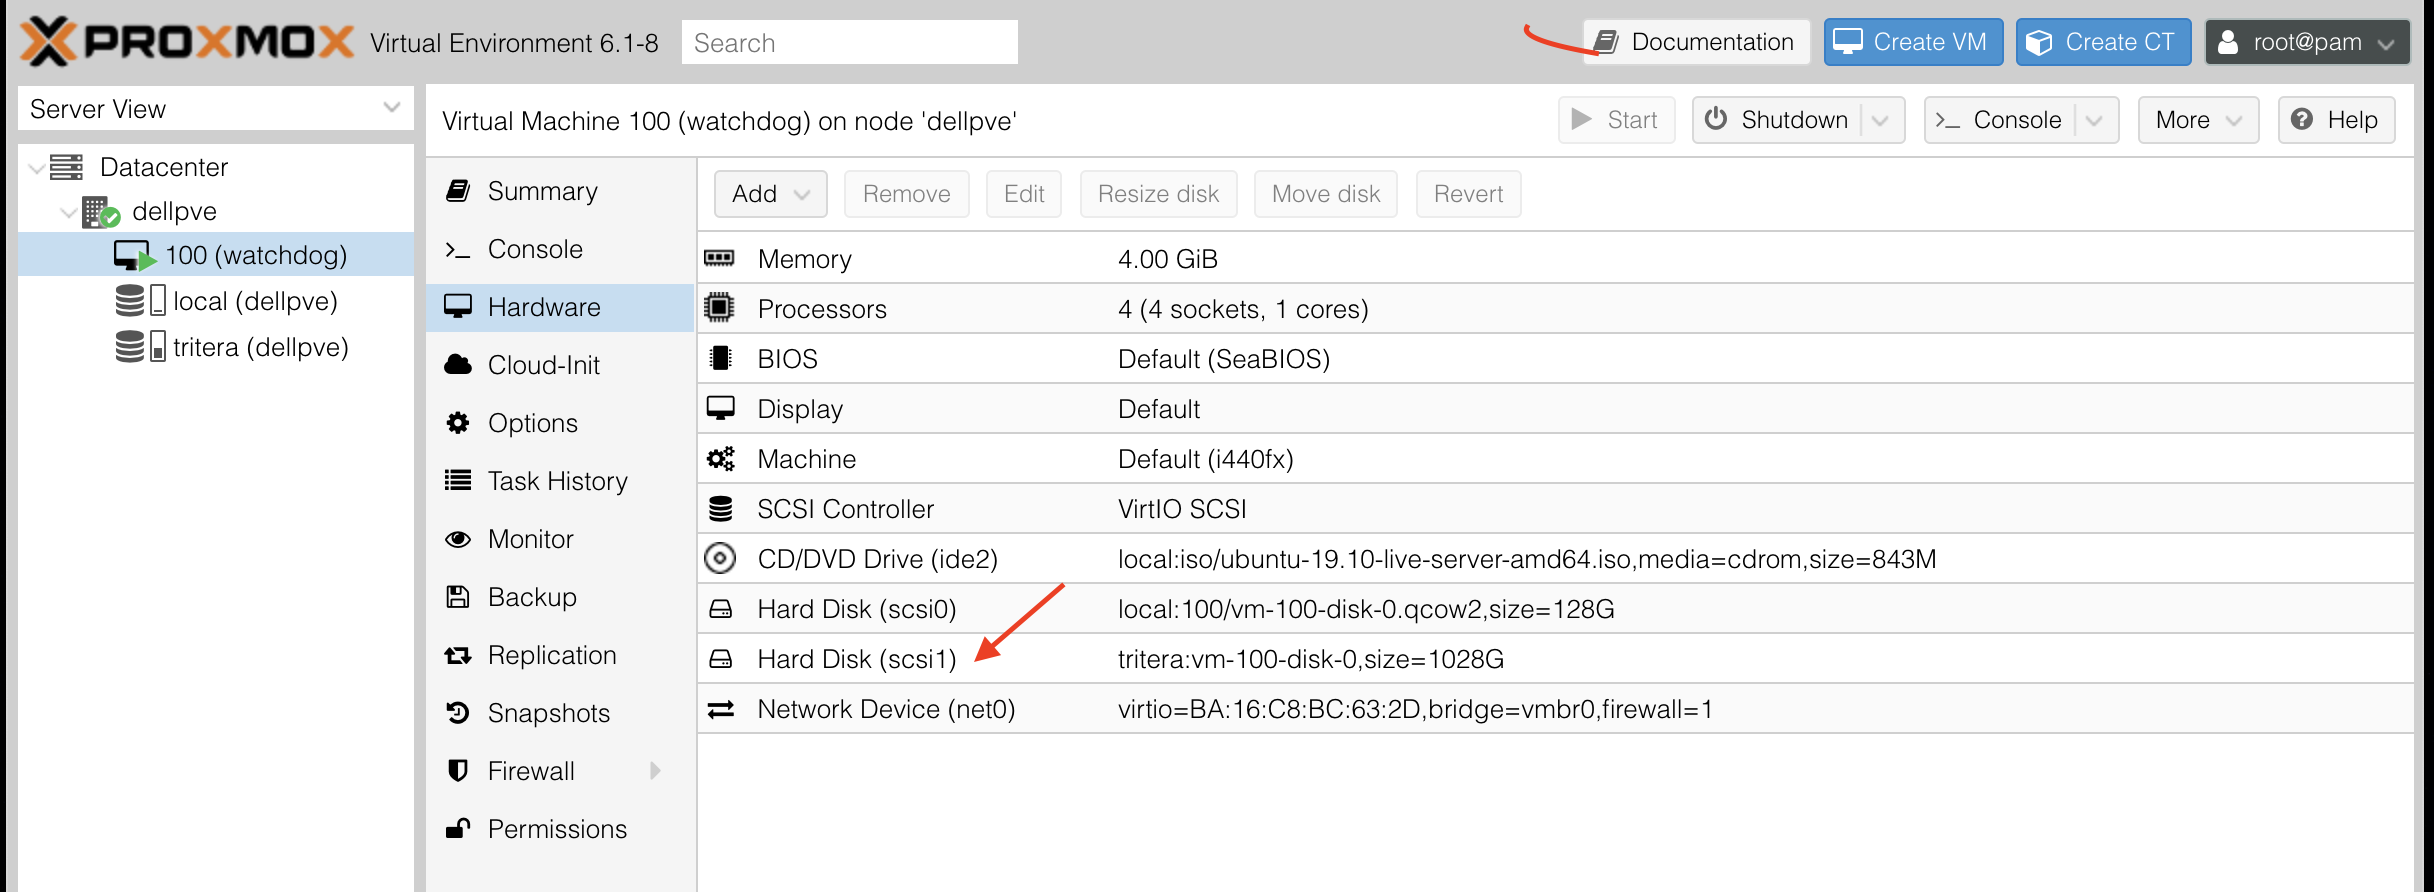 PROXMOX Virtual Environment 6.1-8 Search Documentation Create VM Create CT root@pam
Server View
Virtual Machine 100 (watchdog) on node 'dellpve' Start Shutdown Console More Help
Datacenter
dellpve
100 (watchdog)
local (dellpve)
tritera (dellpve)
Summary
Console
Hardware
Cloud-Init
Options
Task History
Monitor
Backup
Replication
Snapshots
Firewall
Permissions
Add Remove Edit Resize disk Move disk Revert
Memory 4.00 GiB
Processors 4 (4 sockets, 1 cores)
BIOS Default (SeaBIOS)
Display Default
Machine Default (i440fx)
SCSI Controller VirtIO SCSI
CD/DVD Drive (ide2) local:iso/ubuntu-19.10-live-server-amd64.iso,media=cdrom,size=843M
Hard Disk (scsi0) local:100/vm-100-disk-0.qcow2,size=128G
Hard Disk (scsi1) tritera:vm-100-disk-0,size=1028G
Network Device (net0) virtio=BA:16:C8:BC:63:2D,bridge=vmbr0,firewall=1